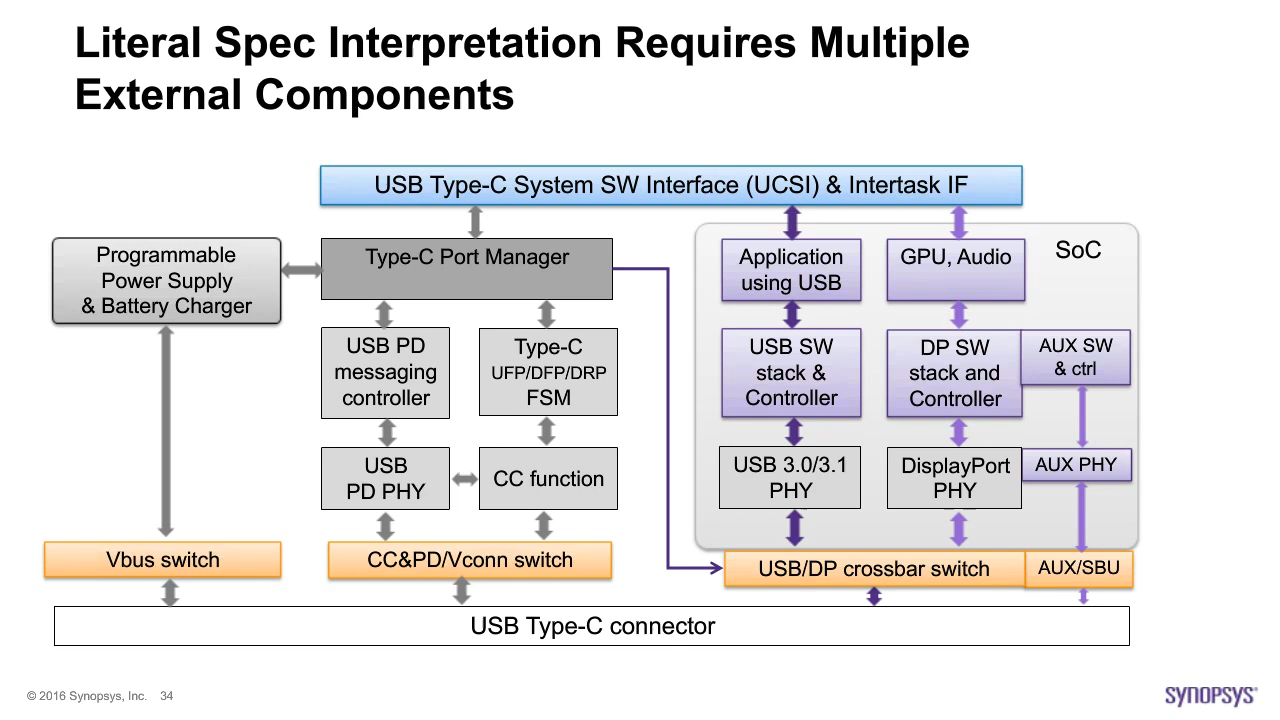 Literal Spec Interpretation Requires Multiple
External Components
USB Type-C System SW Interface (UCSI) & Intertask IF
Programmable
Power Supply
& Battery Charger
Type-C Port Manager
Application
using USB
GPU, Audio
SoC
USB PD
messaging
controller
Type-C
UFP/DFP/DRP
FSM
USB SW
stack &
Controller
DP SW
stack and
Controller
AUX SW
& ctrl
USB
PD PHY
CC function
USB 3.0/3.1
PHY
DisplayPort
PHY
AUX PHY
Vbus switch
CC&PD/Vconn switch
USB/DP crossbar switch
AUX/SBU
USB Type-C connector
© 2016 Synopsys, Inc. 34
SYNOPSYS®